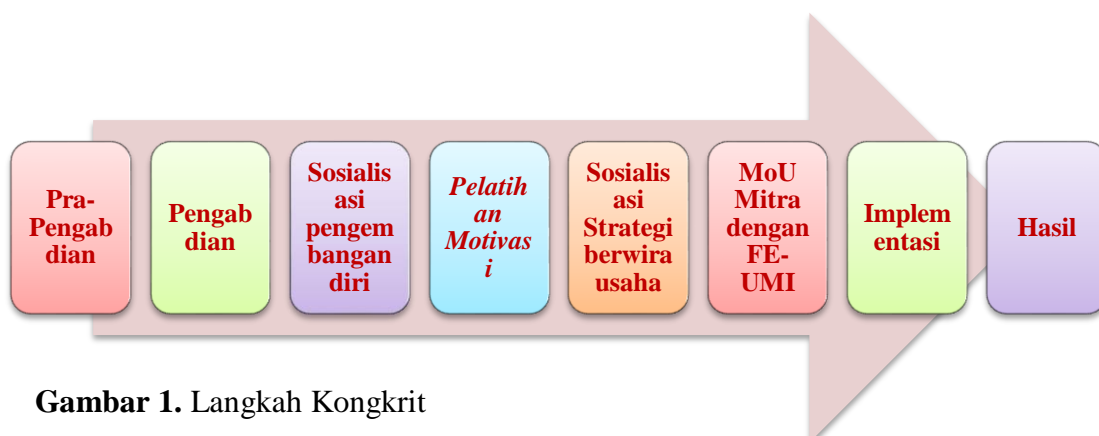 Pra-
Pengab
dian
Pengab
dian
Sosialis
asi
pengem
bangan
diri
Pelatih
an
Motivas
i
Sosialis
asi
Strategi
berwira
usaha
MoU
Mitra
dengan
FE-
UMI
Implem
entasi
Hasil
Gambar 1. Langkah Kongkrit